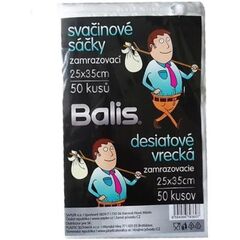 svačinové
sáčky
zamrazovací
25x35cm
50 kusů
Balis
desiatové
vrecká
zamrazovacie
25x35cm
50 kusov